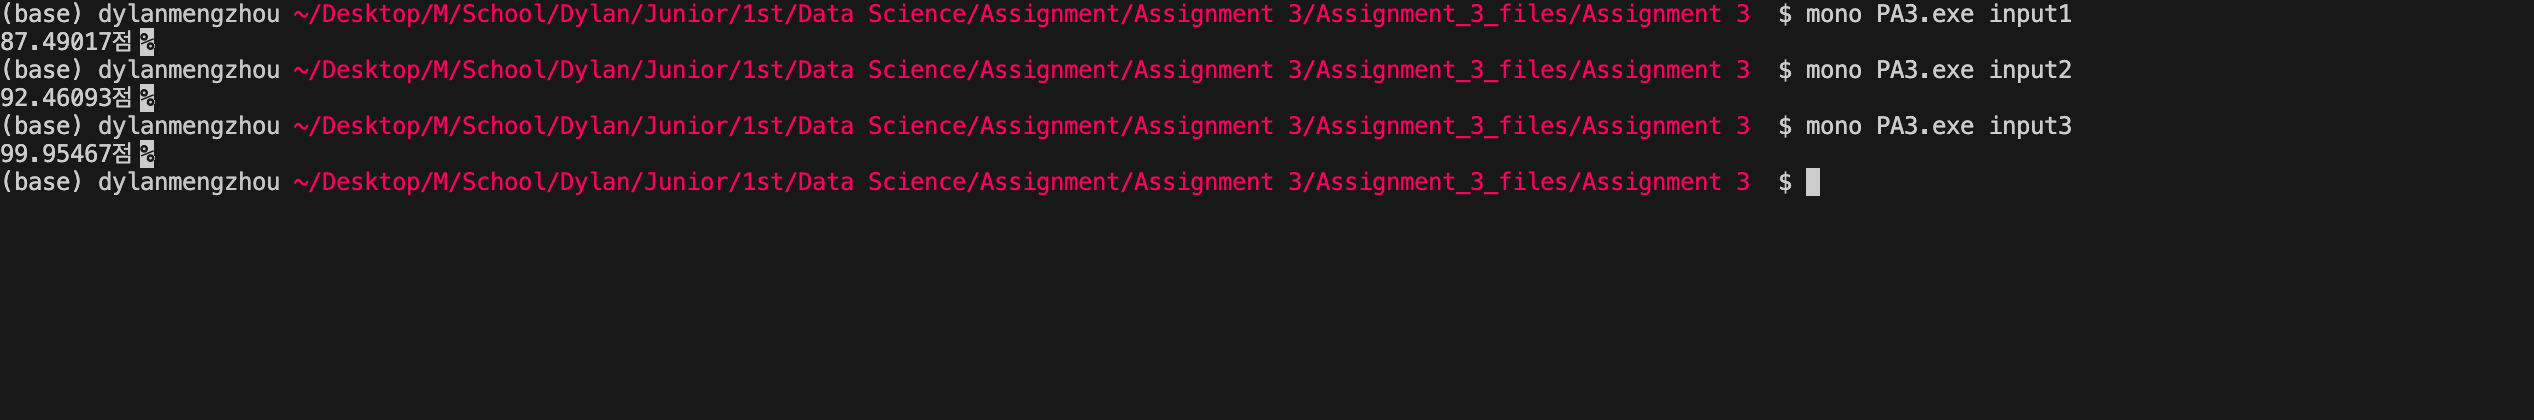 (base) dylanmengzhou ~/Desktop/M/School/Dylan/Junior/1st/Data Science/Assignment/Assignment 3/Assignment_3_files/Assignment 3 $ mono PA3.exe input1
87.49017점%
(base) dylanmengzhou ~/Desktop/M/School/Dylan/Junior/1st/Data Science/Assignment/Assignment 3/Assignment_3_files/Assignment 3 $ mono PA3.exe input2
92.46093점%
(base) dylanmengzhou ~/Desktop/M/School/Dylan/Junior/1st/Data Science/Assignment/Assignment 3/Assignment_3_files/Assignment 3 $ mono PA3.exe input3
99.95467점%
(base) dylanmengzhou ~/Desktop/M/School/Dylan/Junior/1st/Data Science/Assignment/Assignment 3/Assignment_3_files/Assignment 3 $